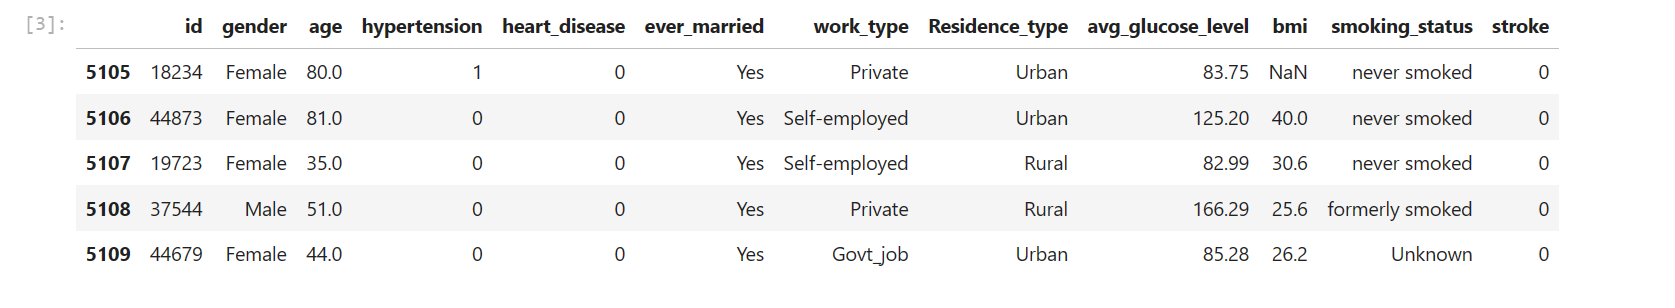 [3]: id gender age hypertension heart_disease ever_married work_type Residence_type avg_glucose_level bmi smoking_status stroke
5105 18234 Female 80.0 1 0 Yes Private Urban 83.75 NaN never smoked 0
5106 44873 Female 81.0 0 0 Yes Self-employed Urban 125.20 40.0 never smoked 0
5107 19723 Female 35.0 0 0 Yes Self-employed Rural 82.99 30.6 never smoked 0
5108 37544 Male 51.0 0 0 Yes Private Rural 166.29 25.6 formerly smoked 0
5109 44679 Female 44.0 0 0 Yes Govt_job Urban 85.28 26.2 Unknown 0